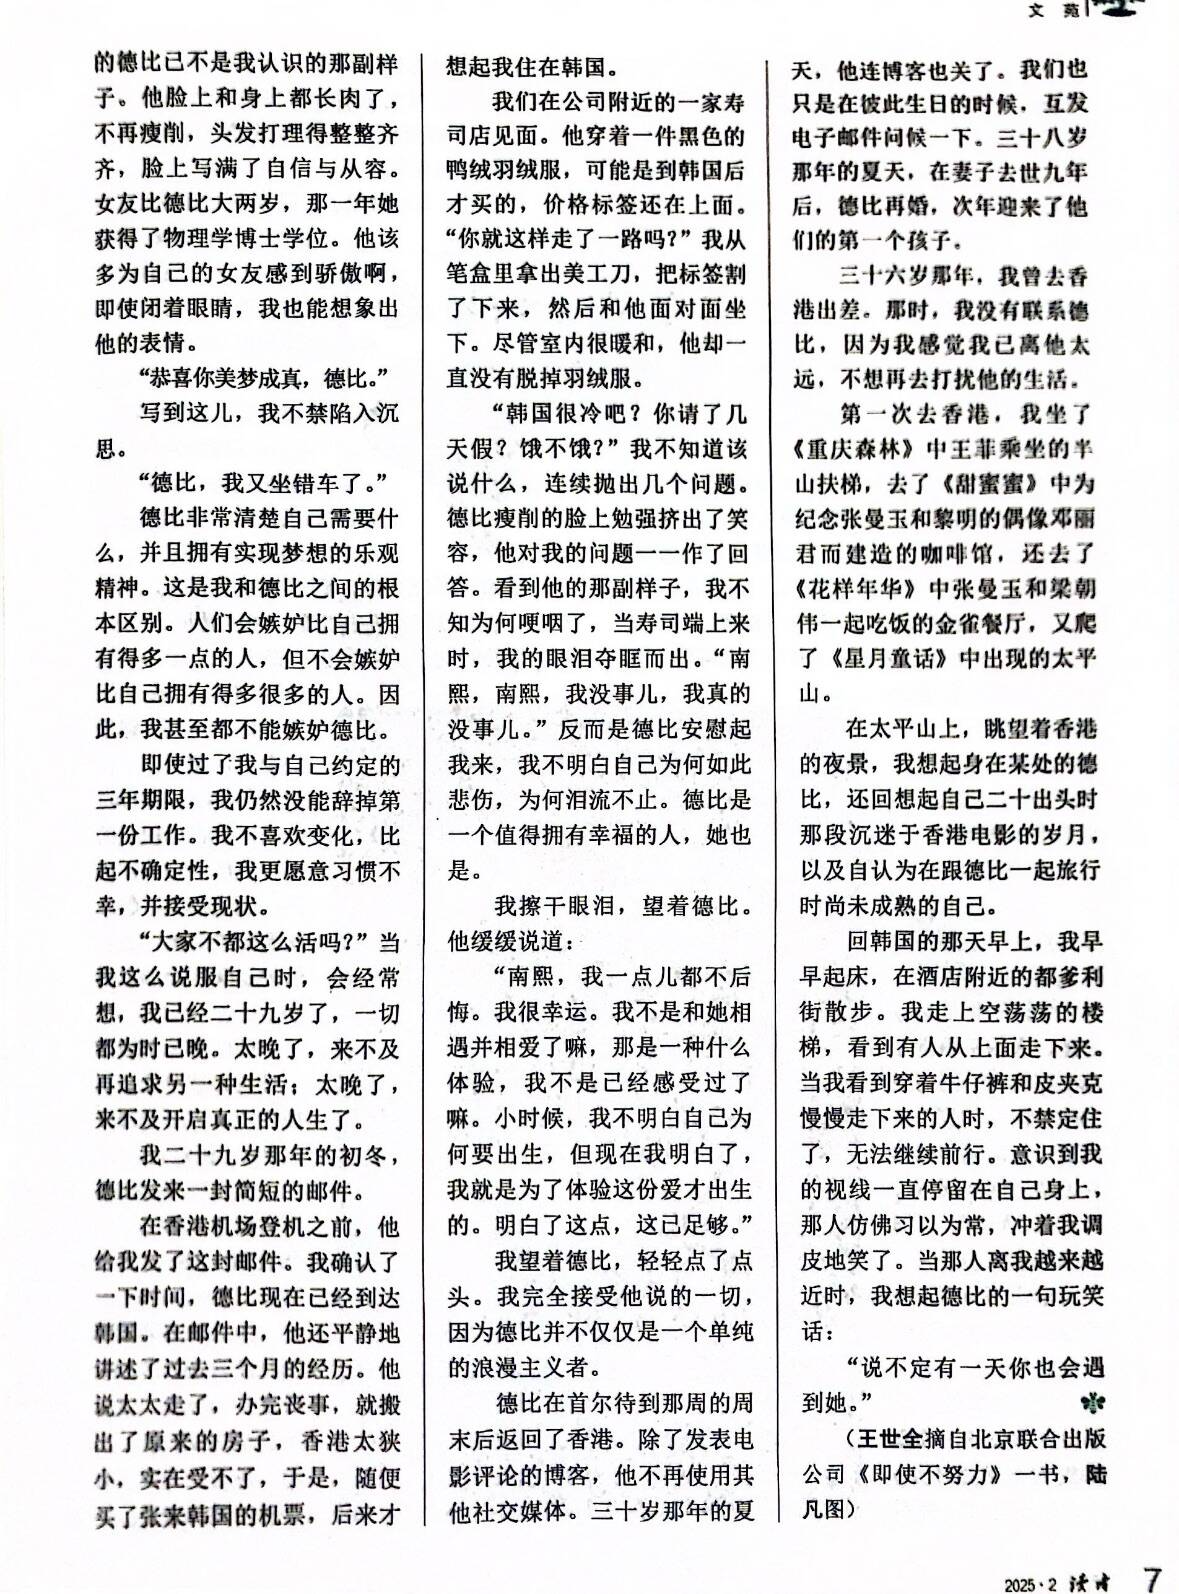 文 苑
的德比已不是我认识的那副样
子。他脸上和身上都长肉了，
不再瘦削，头发打理得整整齐
齐，脸上写满了自信与从容。
女友比德比大两岁，那一年她
获得了物理学博士学位。他该
多为自己的女友感到骄傲啊，
即使闭着眼睛，我也能想象出
他的表情。
“恭喜你美梦成真，德比。”
写到这儿，我不禁陷入沉
思。
“德比，我又坐错车了。”
德比非常清楚自己需要什
么，并且拥有实现梦想的乐观
精神。这是我和德比之间的根
本区别。人们会嫉妒比自己拥
有得多一点的人，但不会嫉妒
比自己拥有得多很多的人。因
此，我甚至都不能嫉妒德比。
即使过了我与自己约定的
三年期限，我仍然没能辞掉第
一份工作。我不喜欢变化，比
起不确定性，我更愿意习惯不
幸，并接受现状。
“大家不都这么活吗？”当
我这么说服自己时，会经常
想，我已经二十九岁了，一切
都为时已晚。太晚了，来不及
再追求另一种生活；太晚了，
来不及开启真正的人生了。
我二十九岁那年的初冬，
德比发来一封简短的邮件。
在香港机场登机之前，他
给我发了这封邮件。我确认了
一下时间，德比现在已经到达
韩国。在邮件中，他还平静地
讲述了过去三个月的经历。他
说太太走了，办完丧事，就搬
出了原来的房子，香港太狭
小，实在受不了，于是，随便
买了张来韩国的机票，后来才
想起我住在韩国。
我们在公司附近的一家寿
司店见面。他穿着一件黑色的
鸭绒羽绒服，可能是到韩国后
才买的，价格标签还在上面。
“你就这样走了一路吗？”我从
笔盒里拿出美工刀，把标签割
了下来，然后和他面对面坐
下。尽管室内很暖和，他却一
直没有脱掉羽绒服。
“韩国很冷吧？你请了几
天假？饿不饿？”我不知道该
说什么，连续抛出几个问题。
德比瘦削的脸上勉强挤出了笑
容，他对我的问题一一作了回
答。看到他的那副样子，我不
知为何哽咽了，当寿司端上来
时，我的眼泪夺眶而出。“南
熙，南熙，我没事儿，我真的
没事儿。”反而是德比安慰起
我来，我不明白自己为何如此
悲伤，为何泪流不止。德比是
一个值得拥有幸福的人，她也
是。
我擦干眼泪，望着德比。
他缓缓说道：
“南熙，我一点儿都不后
悔。我很幸运。我不是和她相
遇并相爱了嘛，那是一种什么
体验，我不是已经感受过了
嘛。小时候，我不明白自己为
何要出生，但现在我明白了，
我就是为了体验这份爱才出生
的。明白了这点，这已足够。”
我望着德比，轻轻点了点
头。我完全接受他说的一切，
因为德比并不仅仅是一个单纯
的浪漫主义者。
德比在首尔待到那周的周
末后返回了香港。除了发表电
影评论的博客，他不再使用其
他社交媒体。三十岁那年的夏
天，他连博客也关了。我们也
只是在彼此生日的时候，互发
电子邮件问候一下。三十八岁
那年的夏天，在妻子去世九年
后，德比再婚，次年迎来了他
们的第一个孩子。
三十六岁那年，我曾去香
港出差。那时，我没有联系德
比，因为我感觉我已离他太
远，不想再去打扰他的生活。
第一次去香港，我坐了
《重庆森林》中王菲乘坐的半
山扶梯，去了《甜蜜蜜》中为
纪念张曼玉和黎明的偶像邓丽
君而建造的咖啡馆，还去了
《花样年华》中张曼玉和梁朝
伟一起吃饭的金雀餐厅，又爬
了《星月童话》中出现的太平
山。
在太平山上，眺望着香港
的夜景，我想起身在某处的德
比，还回想起自己二十出头时
那段沉迷于香港电影的岁月，
以及自认为在跟德比一起旅行
时尚未成熟的自己。
回韩国的那天早上，我早
早起床，在酒店附近的都爹利
街散步。我走上空荡荡的楼
梯，看到有人从上面走下来。
当我看到穿着牛仔裤和皮夹克
慢慢走下来的人时，不禁定住
了，无法继续前行。意识到我
的视线一直停留在自己身上，
那人仿佛习以为常，冲着我调
皮地笑了。当那人离我越来越
近时，我想起德比的一句玩笑
话：
“说不定有一天你也会遇
到她。”
（王世全摘自北京联合出版
公司《即使不努力》一书，陆
凡图）
2025·2 读者 7